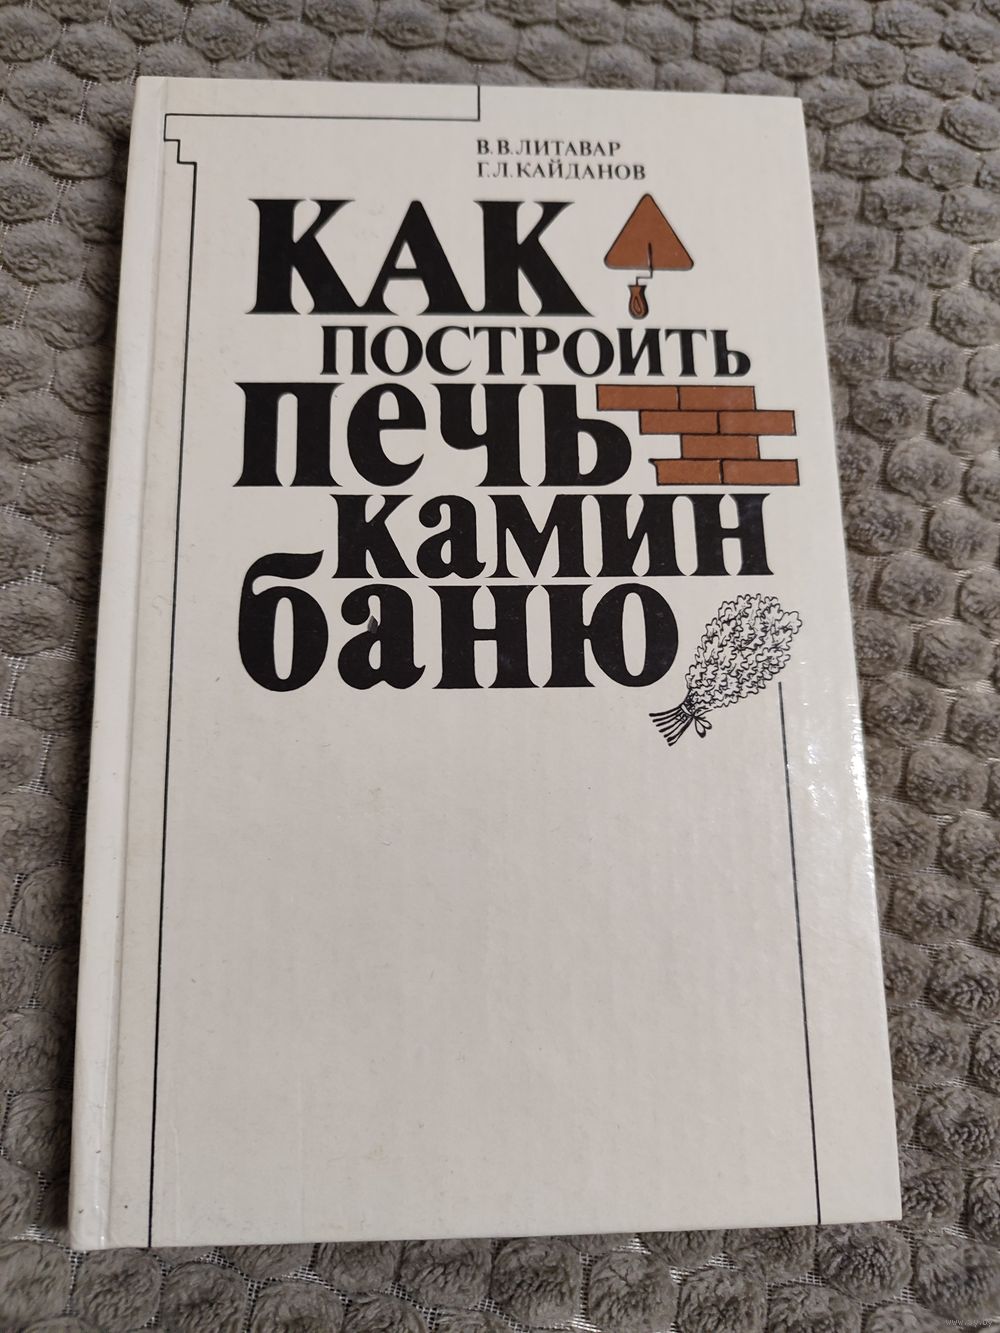 В. В. ЛИТАВАР
Г. Л. КАЙДАНОВ
КАК
ПОСТРОИТЬ
печь
камин
баню